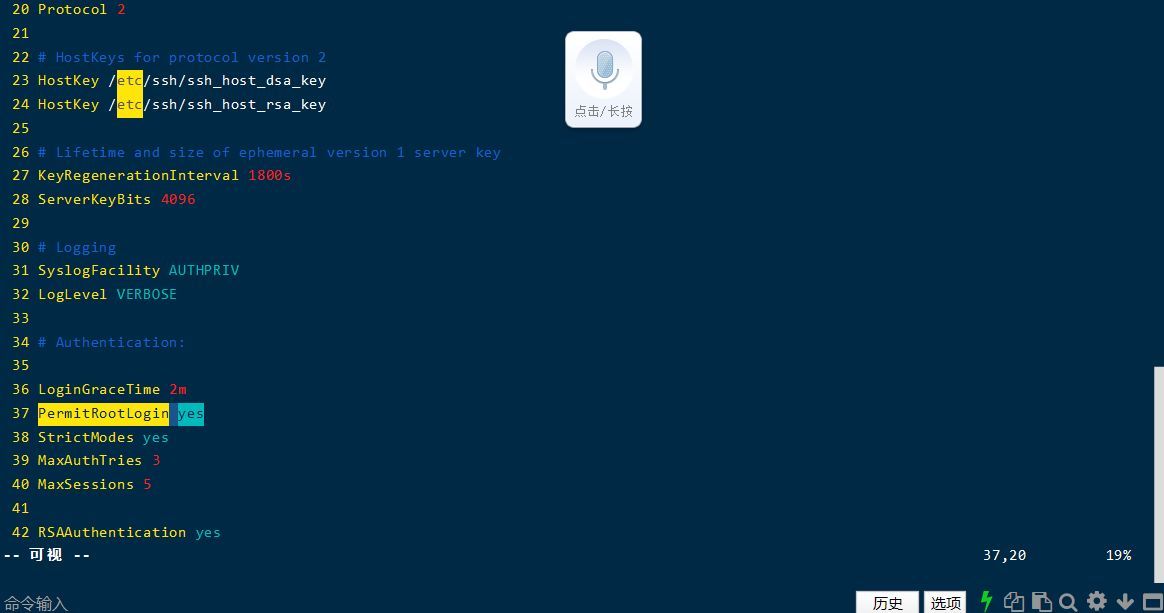 20 Protocol 2
21
22 # HostKeys for protocol version 2
23 HostKey /etc/ssh/ssh_host_dsa_key
24 HostKey /etc/ssh/ssh_host_rsa_key
25
26 # Lifetime and size of ephemeral version 1 server key
27 KeyRegenerationInterval 1800s
28 ServerKeyBits 4096
29
30 # Logging
31 SyslogFacility AUTHPRIV
32 LogLevel VERBOSE
33
34 # Authentication:
35
36 LoginGraceTime 2m
37 PermitRootLogin yes
38 StrictModes yes
39 MaxAuthTries 3
40 MaxSessions 5
41
42 RSAAuthentication yes
-- 可视 -- 37,20 19%
点击/长按
命令输入 历史 选项